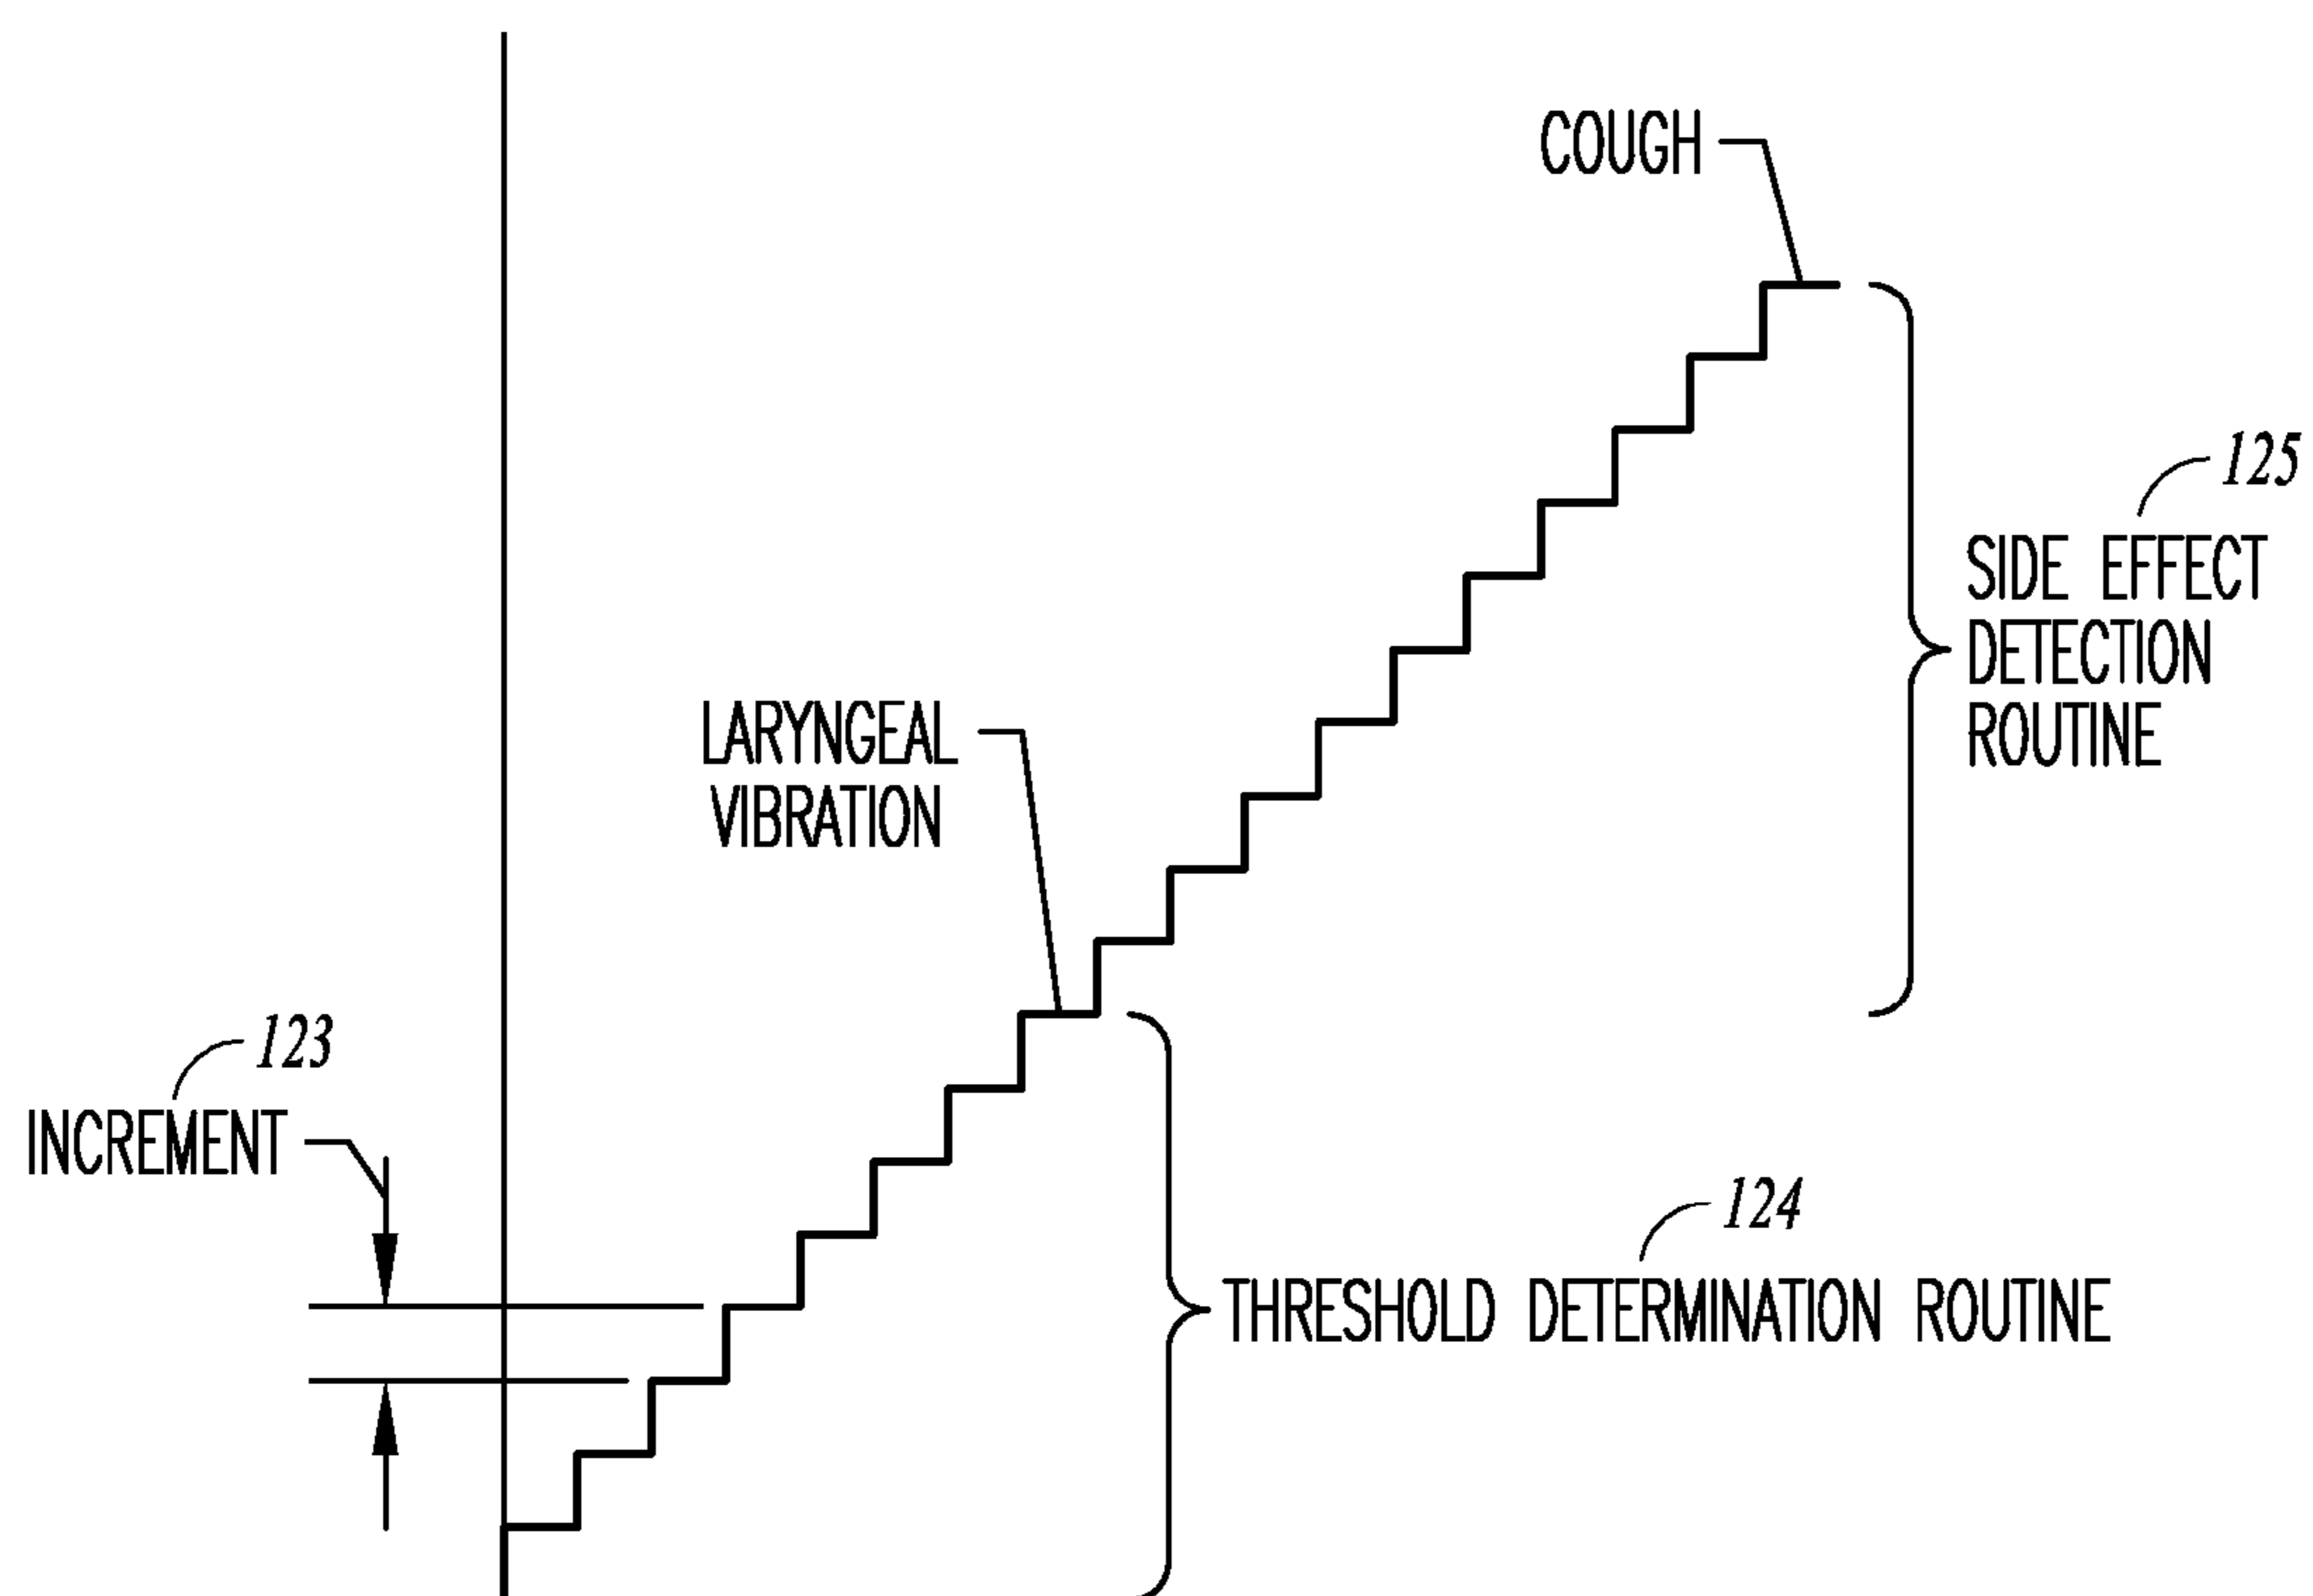 COUGH
125
SIDE EFFECT
DETECTION
ROUTINE
LARYNGEAL
VIBRATION
123
INCREMENT
124
THRESHOLD DETERMINATION ROUTINE